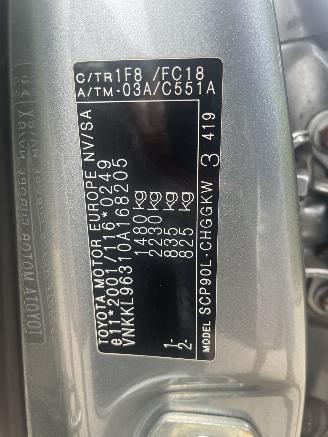 TOYOTA MOTOR EUROPE NV/SA
e11*2001/116*0249
VNKKL96310A168205
1480 kg
2230 kg
1- 835 kg
2- 825 kg
MODEL SCP90L-CHGGKW 3 419
C/TR 1F8 /FC18
A/TM -03A/C551A